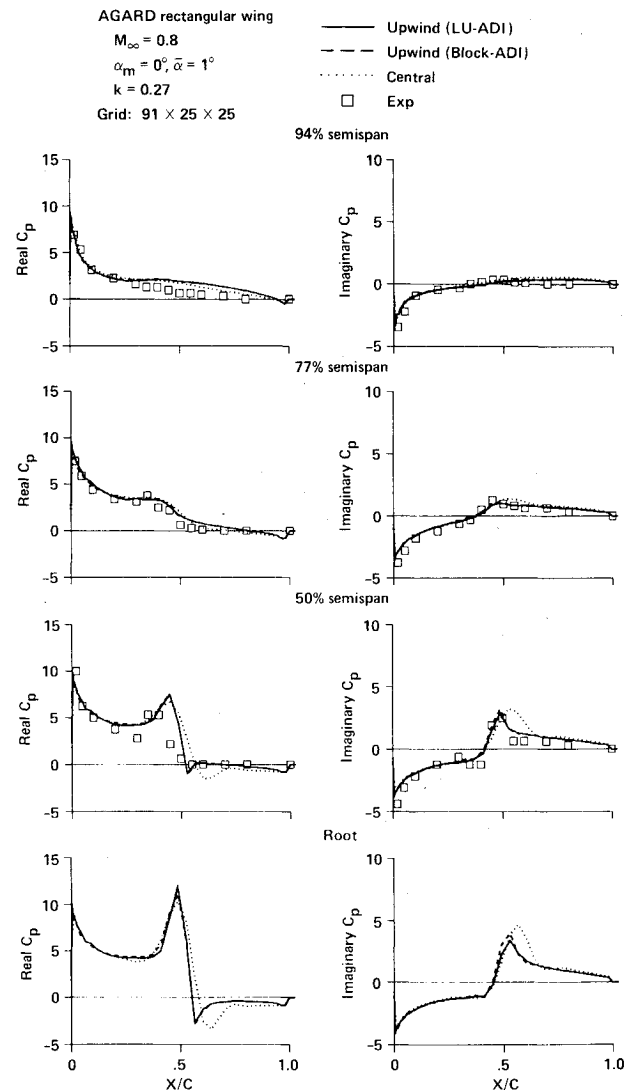 AGARD rectangular wing
M∞ = 0.8
αm = 0°, ᾱ = 1°
k = 0.27
Grid: 91 × 25 × 25
Upwind (LU-ADI)
Upwind (Block-ADI)
Central
Exp
94% semispan
Real Cp
15
10
5
0
−5
Imaginary Cp
10
5
0
−5
77% semispan
Real Cp
15
10
5
0
−5
Imaginary Cp
10
5
0
−5
50% semispan
Real Cp
15
10
5
0
−5
Imaginary Cp
10
5
0
−5
Root
Real Cp
15
10
5
0
−5
0 .5 1.0
X/C
Imaginary Cp
10
5
0
−5
0 .5 1.0
X/C